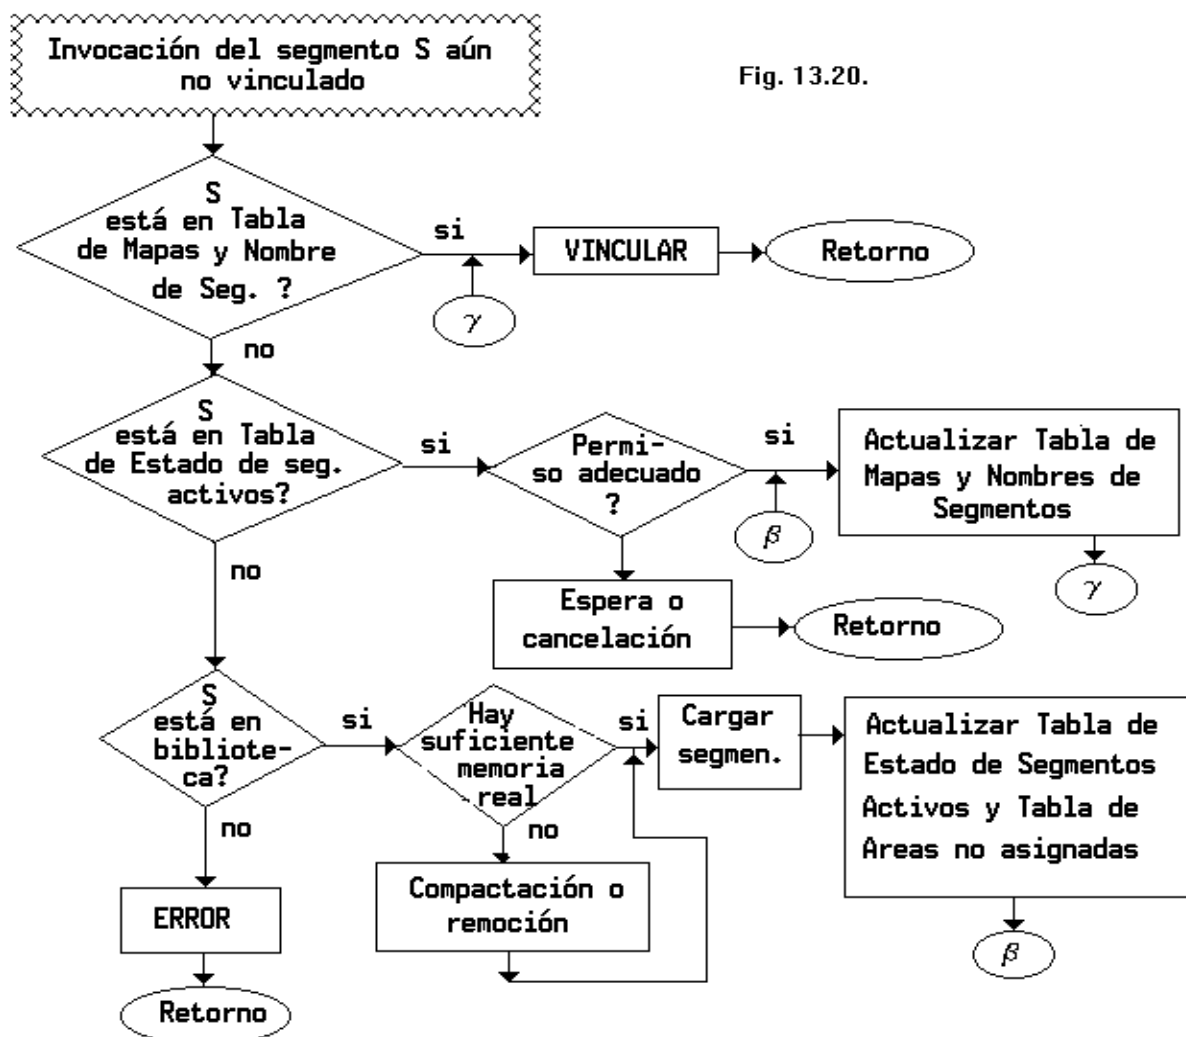 Invocación del segmento S aún
no vinculado
Fig. 13.20.
S
está en Tabla
de Mapas y Nombre
de Seg. ?
si
VINCULAR
Retorno
γ
no
S
está en Tabla
de Estado de seg.
activos?
si
Permi-
so adecuado
?
si
Actualizar Tabla de
Mapas y Nombres de
Segmentos
β
γ
no
Espera o
cancelación
Retorno
S
está en
bibliote-
ca?
si
Hay
suficiente
memoria
real
si
Cargar
segmen.
Actualizar Tabla de
Estado de Segmentos
Activos y Tabla de
Areas no asignadas
no
no
Compactación o
remoción
ERROR
β
Retorno